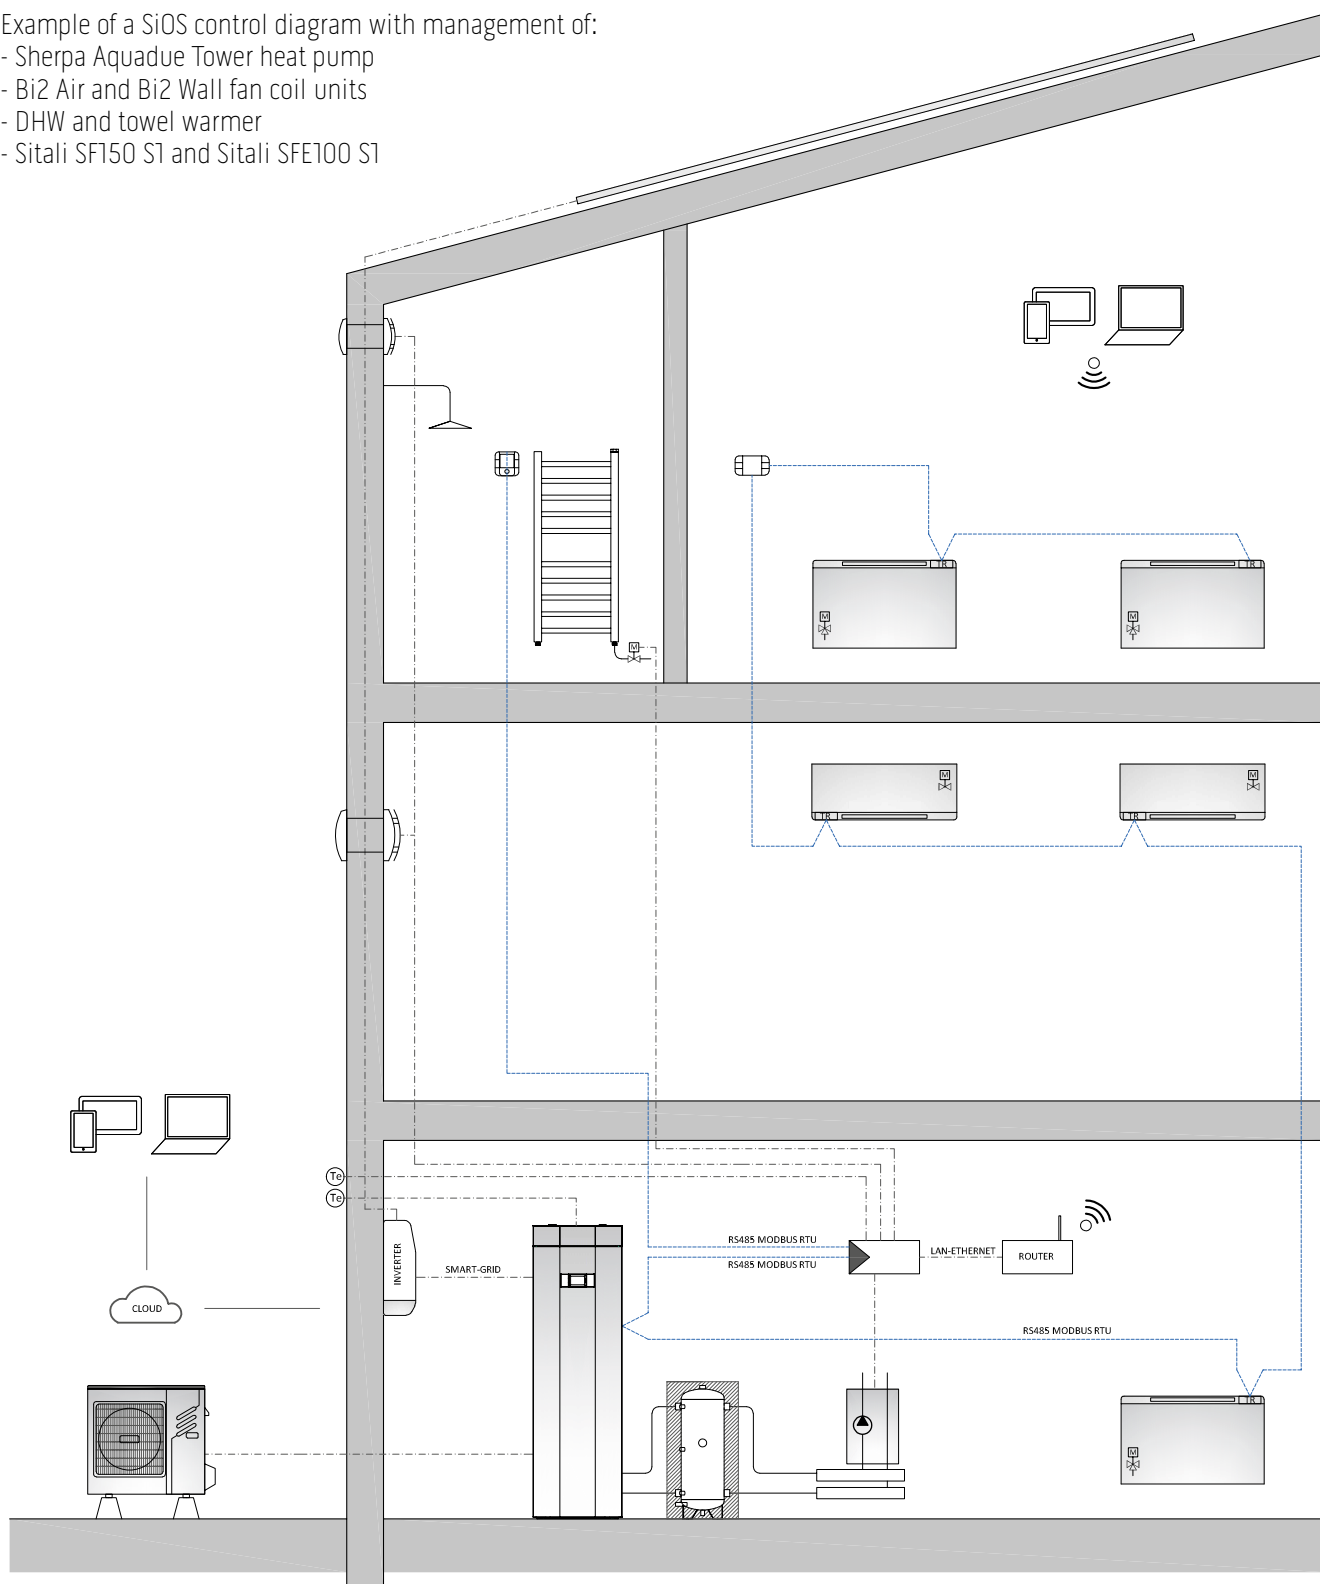 Example of a SiOS control diagram with management of:
- Sherpa Aquadue Tower heat pump
- Bi2 Air and Bi2 Wall fan coil units
- DHW and towel warmer
- Sitali SF150 S1 and Sitali SFE100 S1
TR
TR
M
M
M
M
M
TR
TR
Te
Te
RS485 MODBUS RTU
RS485 MODBUS RTU
LAN-ETHERNET
ROUTER
INVERTER
SMART-GRID
CLOUD
RS485 MODBUS RTU
TR
M